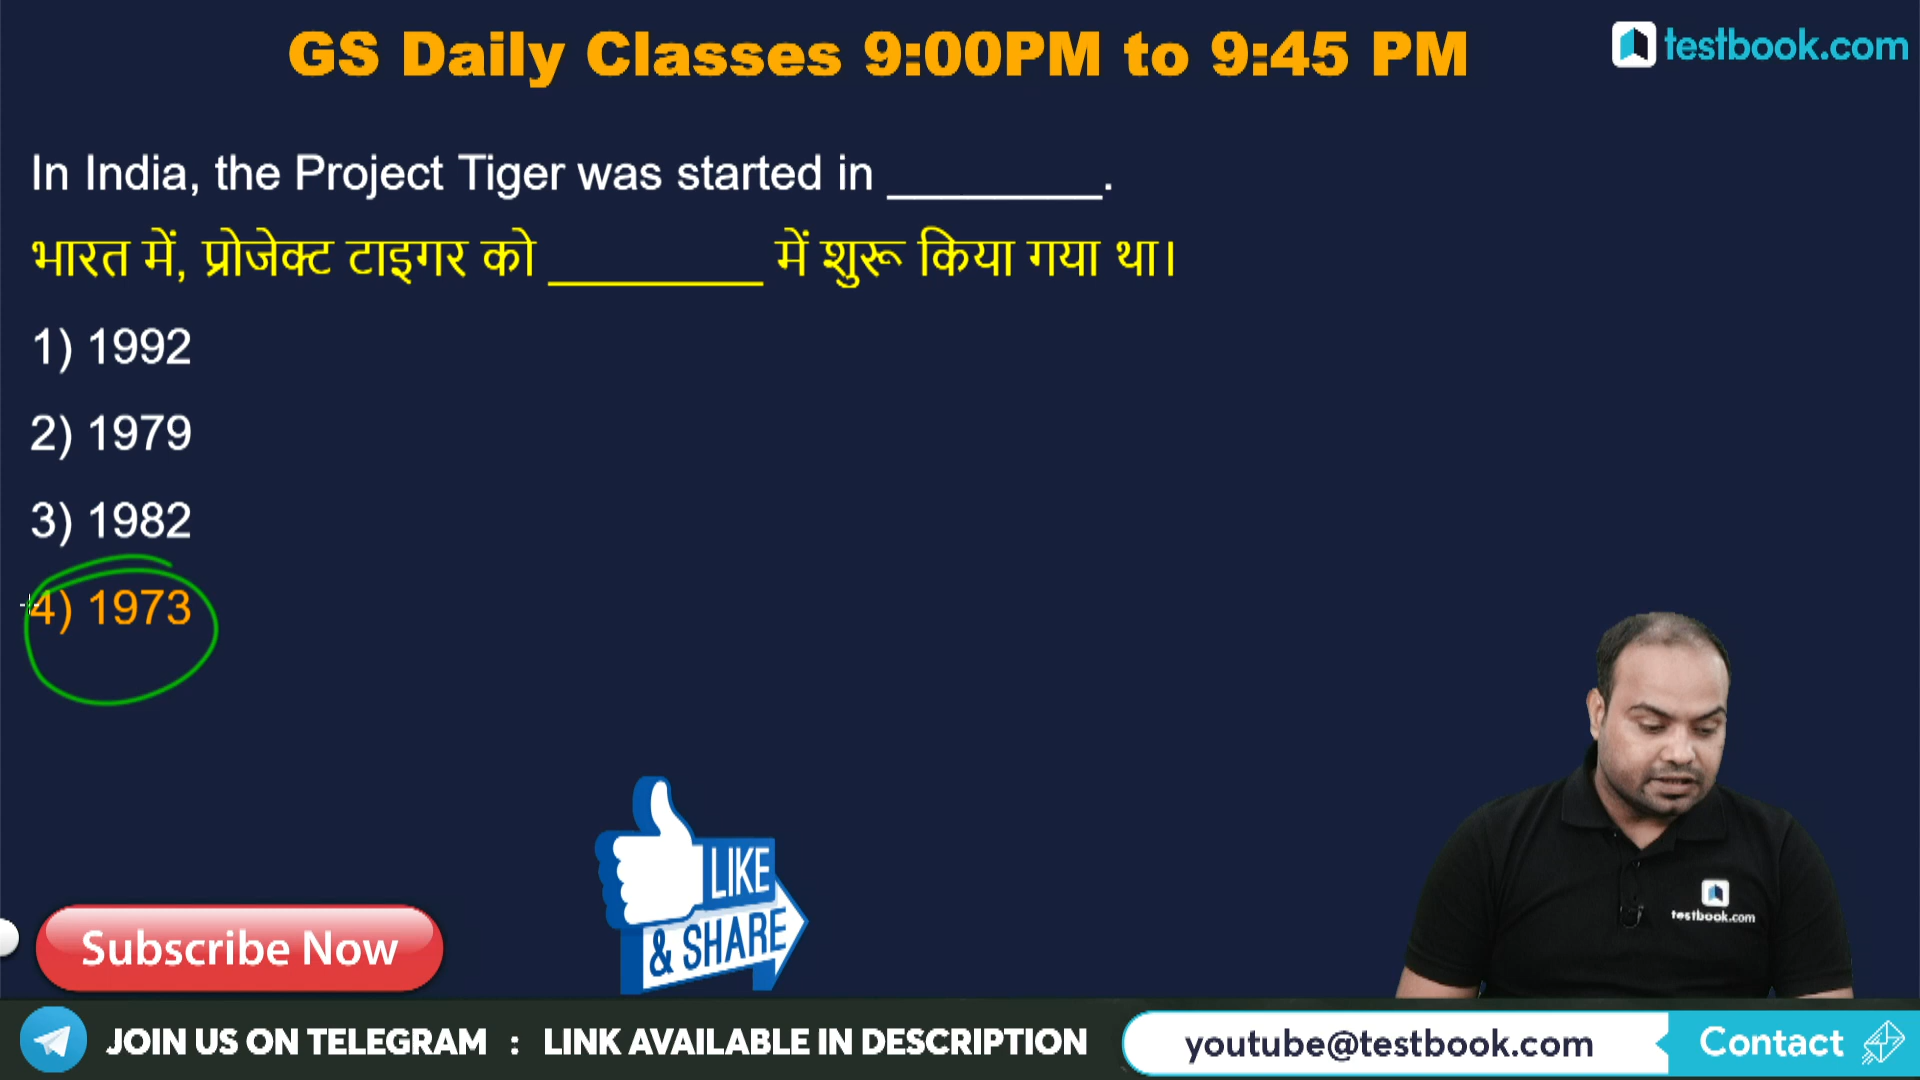 GS Daily Classes 9:00PM to 9:45 PM
testbook.com
In India, the Project Tiger was started in ________.
भारत में, प्रोजेक्ट टाइगर को ________ में शुरू किया गया था।
1) 1992
2) 1979
3) 1982
4) 1973
LIKE
& SHARE
testbook.com
Subscribe Now
JOIN US ON TELEGRAM : LINK AVAILABLE IN DESCRIPTION
youtube@testbook.com
Contact